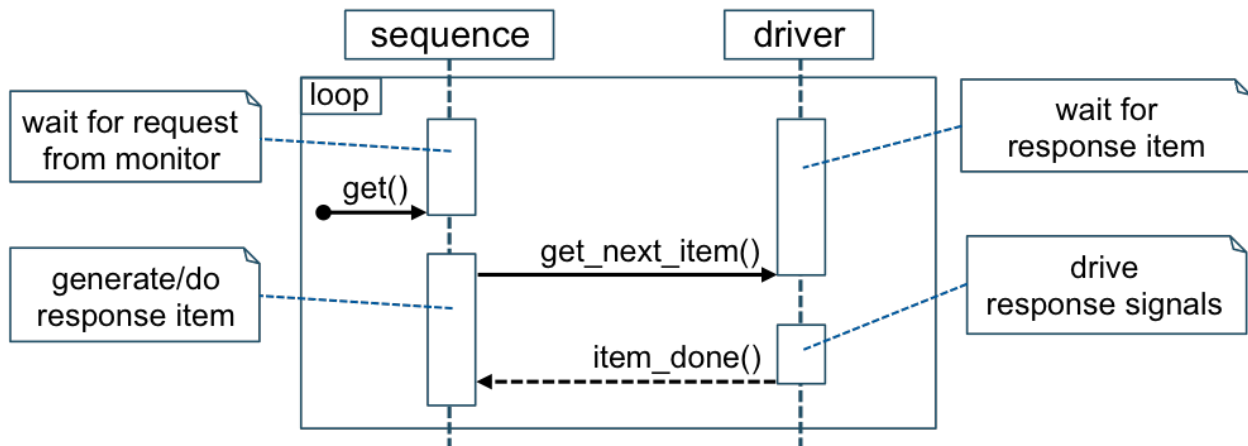 sequence
driver
loop
wait for request
from monitor
wait for
response item
get()
generate/do
response item
get_next_item()
drive
response signals
item_done()